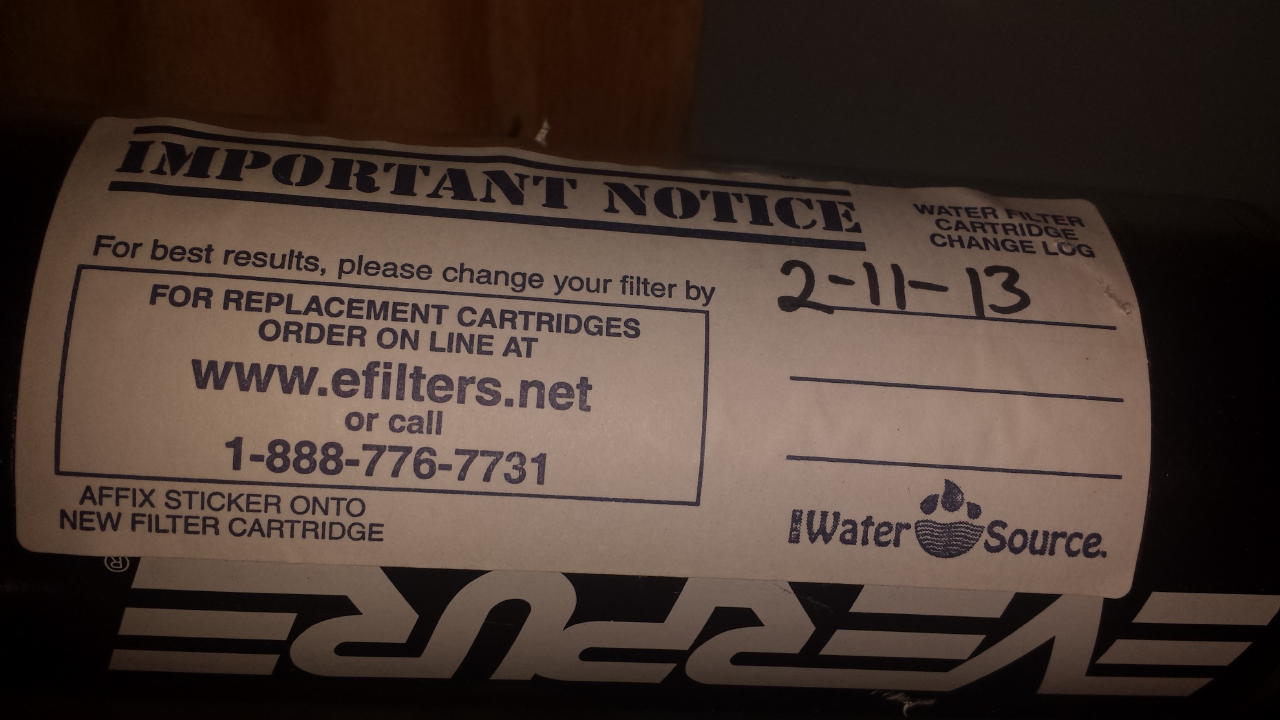 IMPORTANT NOTICE
For best results, please change your filter by
FOR REPLACEMENT CARTRIDGES
ORDER ON LINE AT
www.efilters.net
or call
1-888-776-7731
AFFIX STICKER ONTO
NEW FILTER CARTRIDGE
WATER FILTER
CARTRIDGE
CHANGE LOG
2-11-13
Water Source.
EVERPURE®